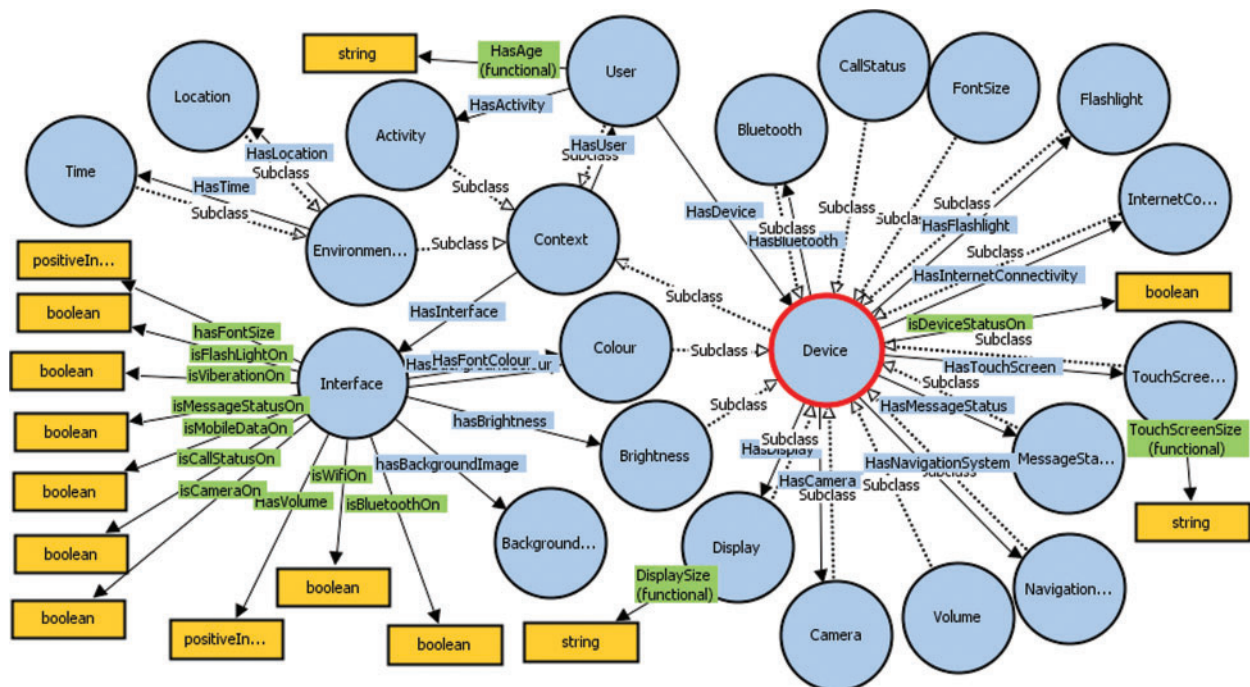 string
HasAge
(functional)
User
CallStatus
FontSize
Flashlight
Location
Activity
HasActivity
Bluetooth
HasUser
Subclass
Time
HasLocation
Subclass
HasTime
Subclass
Subclass
HasDevice
Subclass
HasBluetooth
Subclass
Subclass
Subclass
HasFlashlight
Subclass
InternetCo...
Environmen...
Subclass
Context
HasInternetConnectivity
positiveIn...
boolean
boolean
hasFontSize
isFlashLightOn
isViberationOn
boolean
HasInterface
Subclass
isDeviceStatusOn
Subclass
Interface
HasFontColour
Colour
Subclass
Device
HasTouchScreen
TouchScree...
boolean
isMessageStatusOn
isMobileDataOn
isCallStatusOn
isCameraOn
hasBrightness
Subclass
Subclass
HasMessageStatus
boolean
HasVolume
isWifiOn
hasBackgroundImage
isBluetoothOn
Brightness
Subclass
HasDisplay
HasCamera
Subclass
HasNavigationSystem
Subclass
MessageSta...
TouchScreenSize
(functional)
boolean
boolean
boolean
Background...
Display
DisplaySize
(functional)
string
Navigation...
positiveIn...
boolean
string
Camera
Volume